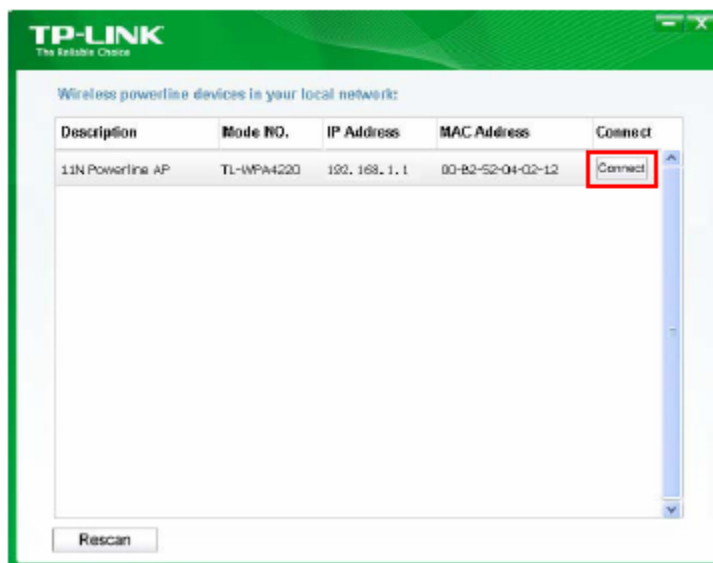 TP-LINK
The Reliable Choice
Wireless powerline devices in your local network:
Description Mode NO. IP Address MAC Address Connect
11N Powerline AP TL-WPA4220 192.168.1.1 00-B2-52-04-02-12 Connect
Rescan